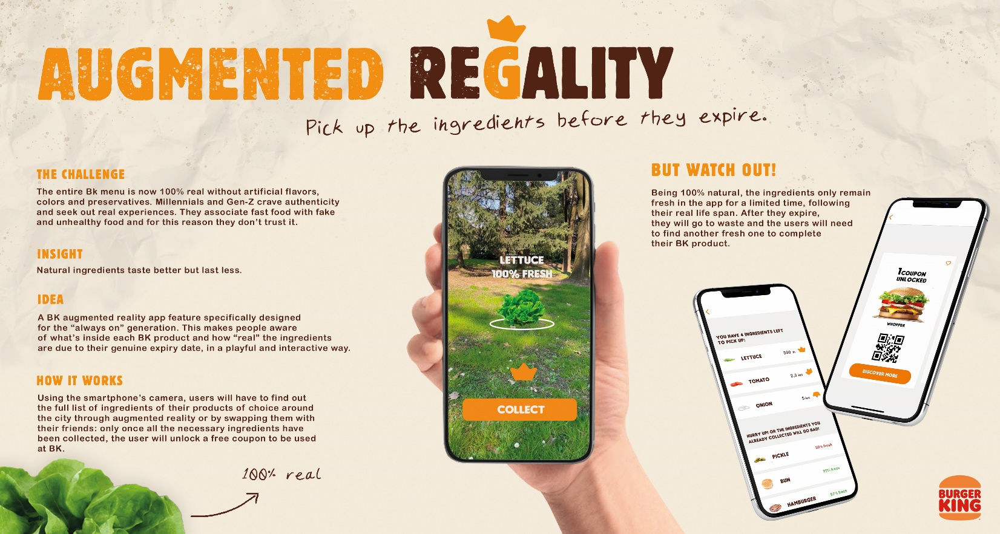 AUGMENTED REGALITY
Pick up the ingredients before they expire.
THE CHALLENGE
The entire Bk menu is now 100% real without artificial flavors,
colors and preservatives. Millennials and Gen-Z crave authenticity
and seek out real experiences. They associate fast food with fake
and unhealthy food and for this reason they don't trust it.
INSIGHT
Natural ingredients taste better but last less.
IDEA
A BK augmented reality app feature specifically designed
for the “always on” generation. This makes people aware
of what's inside each BK product and how “real” the ingredients
are due to their genuine expiry date, in a playful and interactive way.
HOW IT WORKS
Using the smartphone's camera, users will have to find out
the full list of ingredients of their products of choice around
the city through augmented reality or by swapping them with
their friends: only once all the necessary ingredients have
been collected, the user will unlock a free coupon to be used
at BK.
100% real
LETTUCE
100% FRESH
COLLECT
BUT WATCH OUT!
Being 100% natural, the ingredients only remain
fresh in the app for a limited time, following
their real life span. After they expire,
they will go to waste and the users will need
to find another fresh one to complete
their BK product.
YOU HAVE 4 INGREDIENTS LEFT
TO PICK UP:
LETTUCE 500 m
TOMATO 2,3 km
ONION 5 km
HURRY UP! OR THE INGREDIENTS YOU
ALREADY COLLECTED WILL GO BAD!
PICKLE fresh
BUN 75% fresh
HAMBURGER 97% fresh
1 COUPON
UNLOCKED
WHOPPER
DISCOVER MORE
BURGER
KING